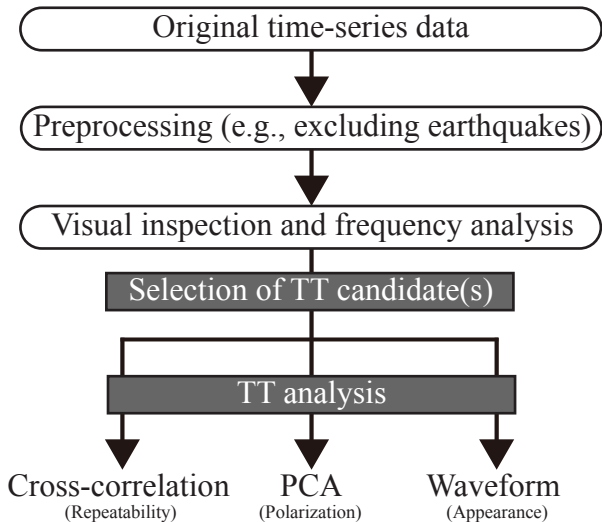 Original time-series data
Preprocessing (e.g., excluding earthquakes)
Visual inspection and frequency analysis
Selection of TT candidate(s)
TT analysis
Cross-correlation PCA Waveform
(Repeatability) (Polarization) (Appearance)